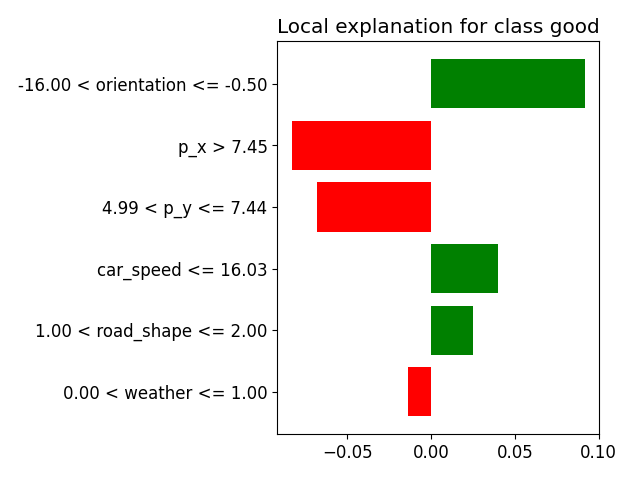 Local explanation for class good
-16.00 < orientation <= -0.50
p_x > 7.45
4.99 < p_y <= 7.44
car_speed <= 16.03
1.00 < road_shape <= 2.00
0.00 < weather <= 1.00
−0.05 0.00 0.05 0.10